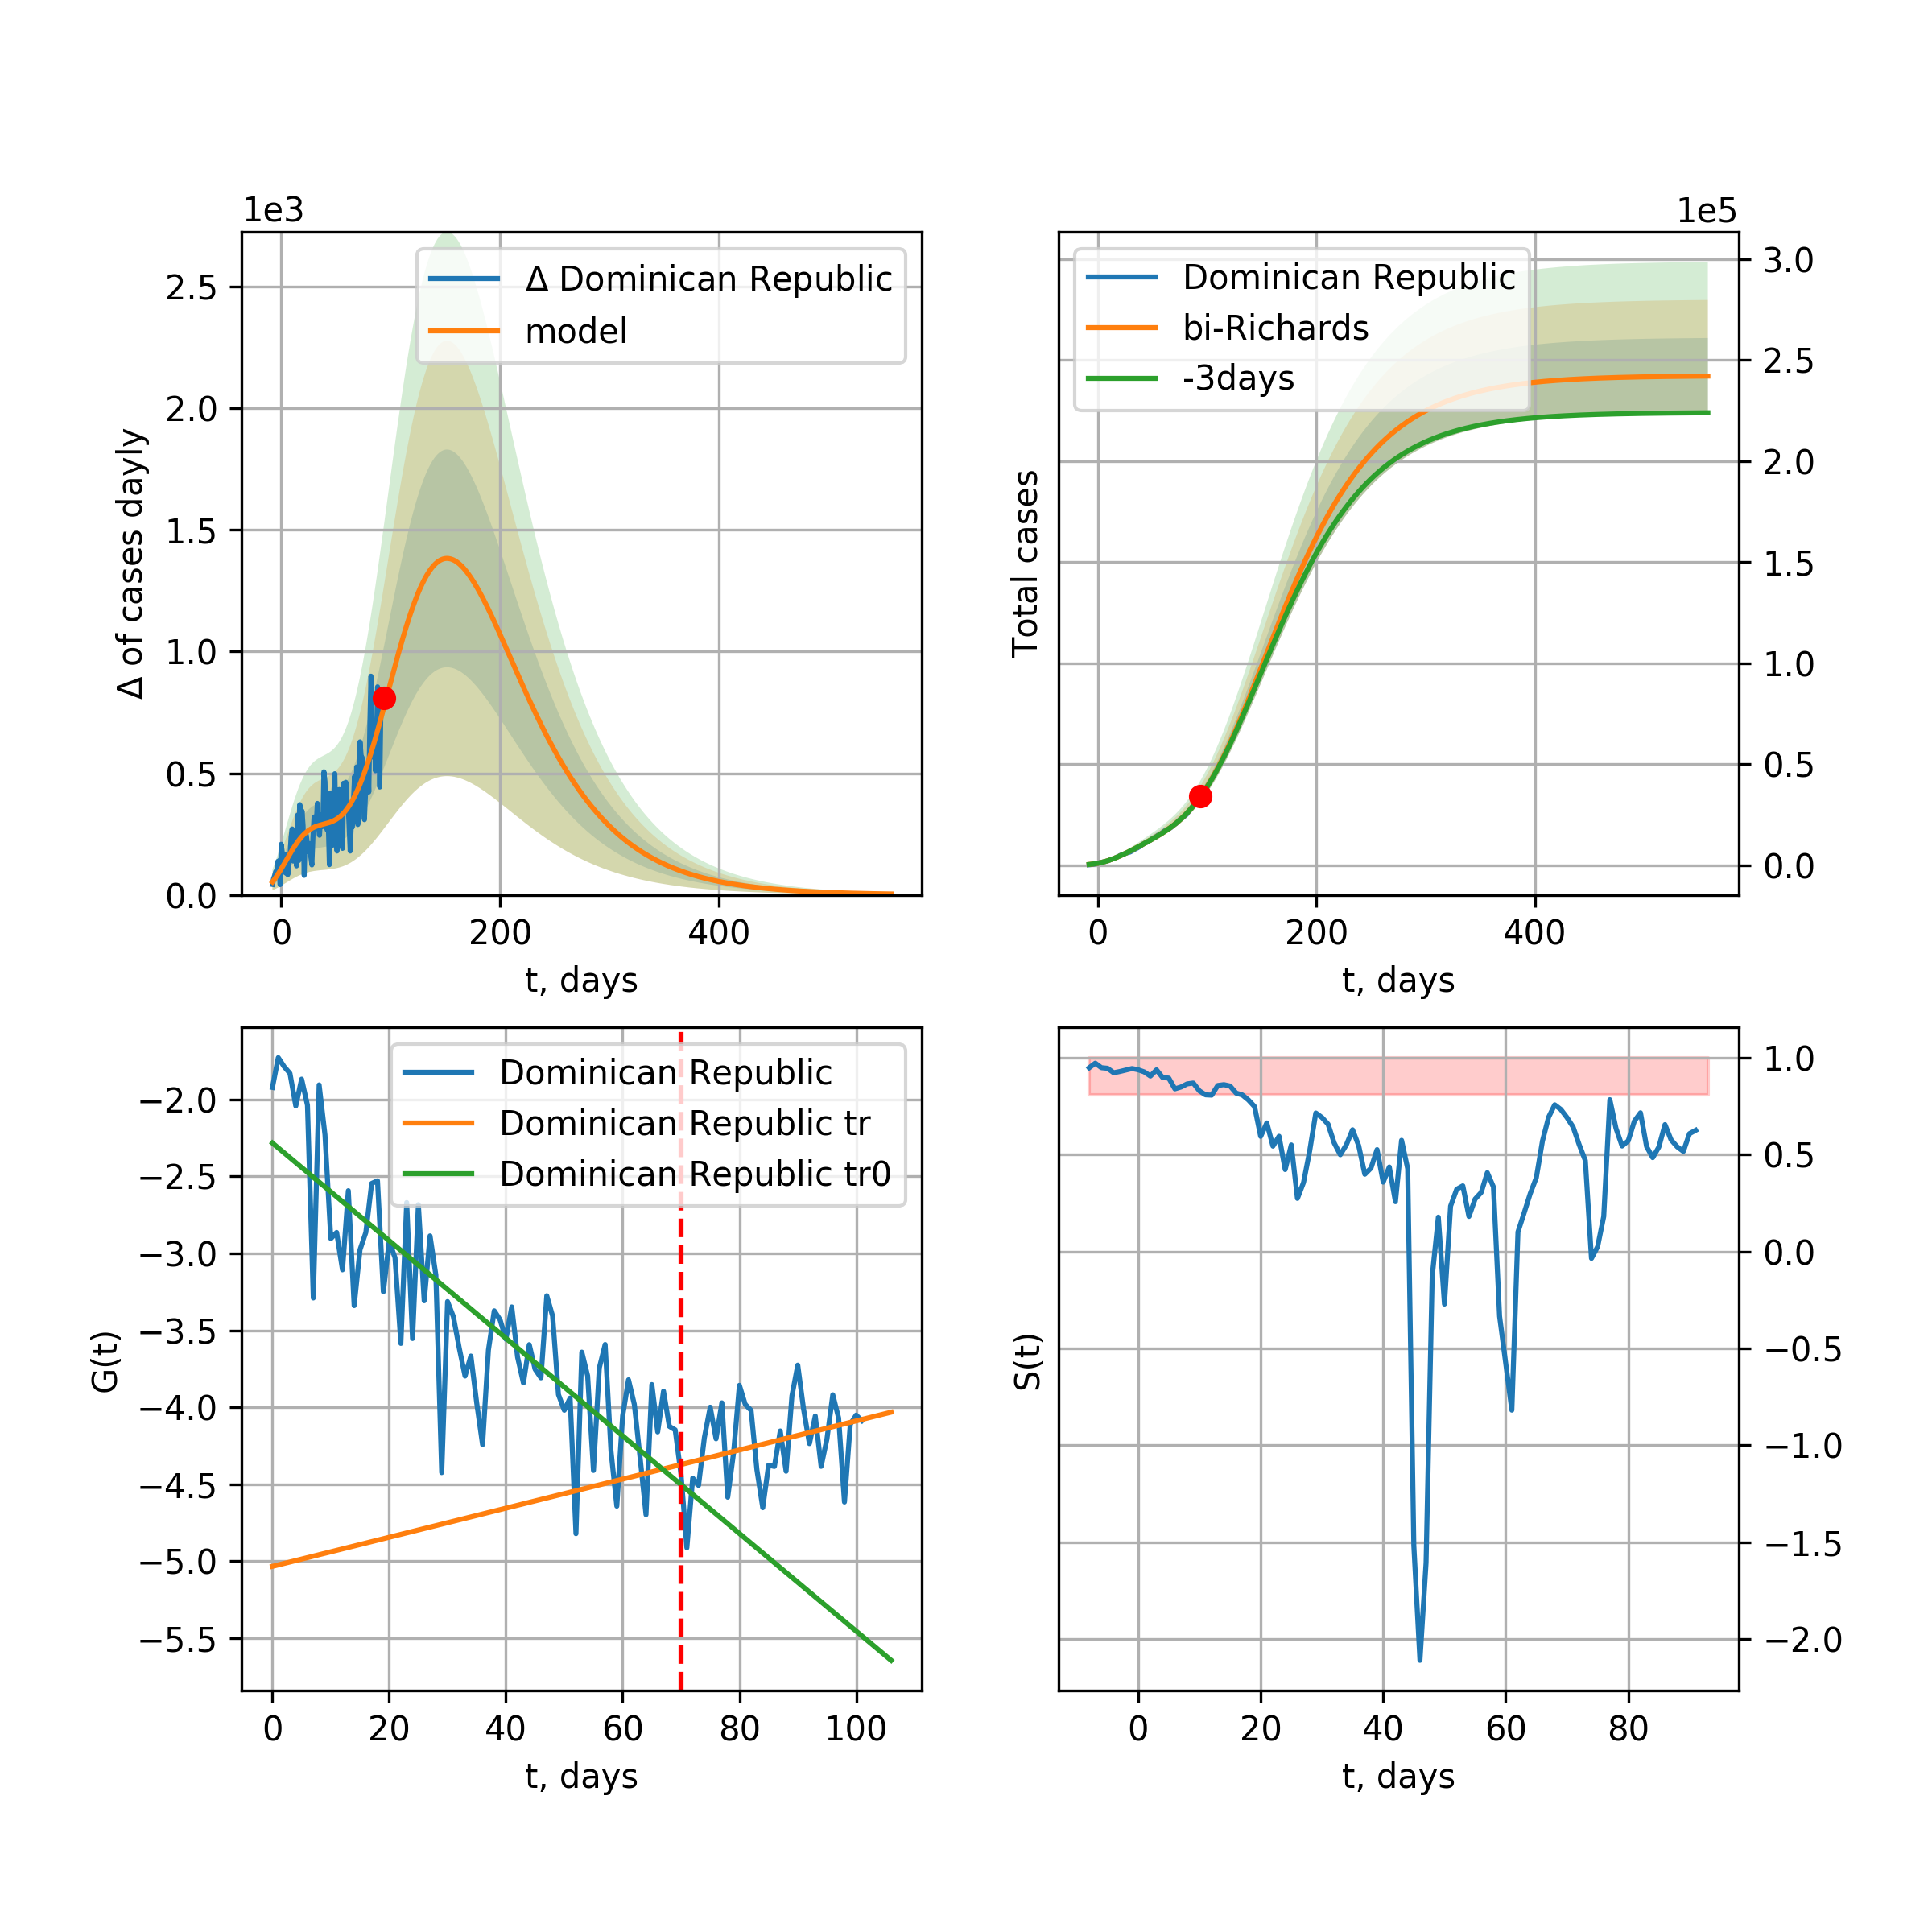 1e3
Δ Dominican Republic
model
2.5
2.0
1.5
1.0
0.5
0.0
Δ of cases dayly
0 200 400
t, days
1e5
Dominican Republic
bi-Richards
-3days
3.0
2.5
2.0
1.5
1.0
0.5
0.0
Total cases
0 200 400
t, days
Dominican Republic
Dominican Republic tr
Dominican Republic tr0
−2.0
−2.5
−3.0
−3.5
−4.0
−4.5
−5.0
−5.5
G(t)
0 20 40 60 80 100
t, days
1.0
0.5
0.0
−0.5
−1.0
−1.5
−2.0
S(t)
0 20 40 60 80
t, days